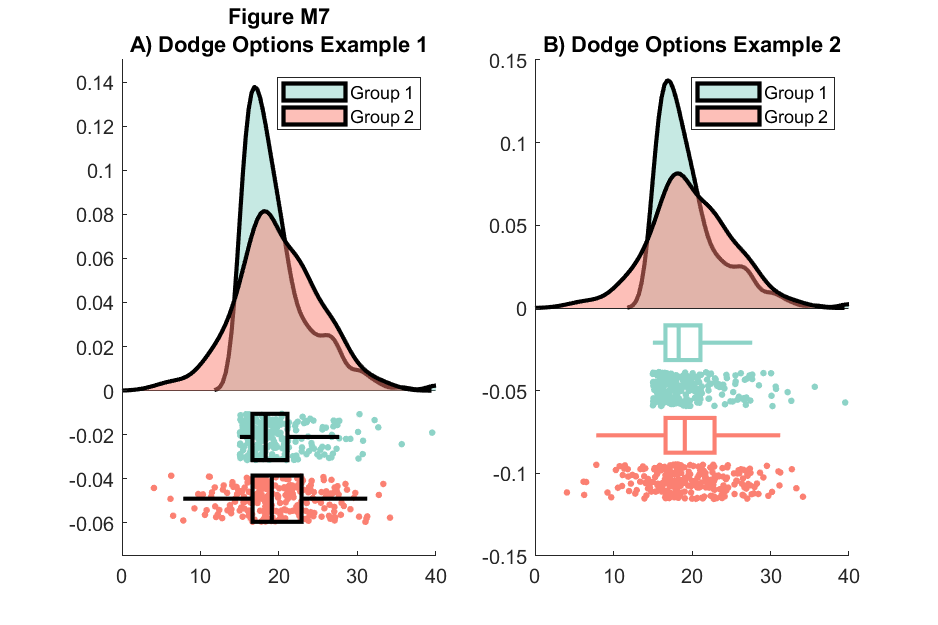 Figure M7
A) Dodge Options Example 1
0.14
0.12
0.1
0.08
0.06
0.04
0.02
0
-0.02
-0.04
-0.06
0 10 20 30 40
Group 1
Group 2
B) Dodge Options Example 2
0.15
0.1
0.05
0
-0.05
-0.1
-0.15
0 10 20 30 40
Group 1
Group 2